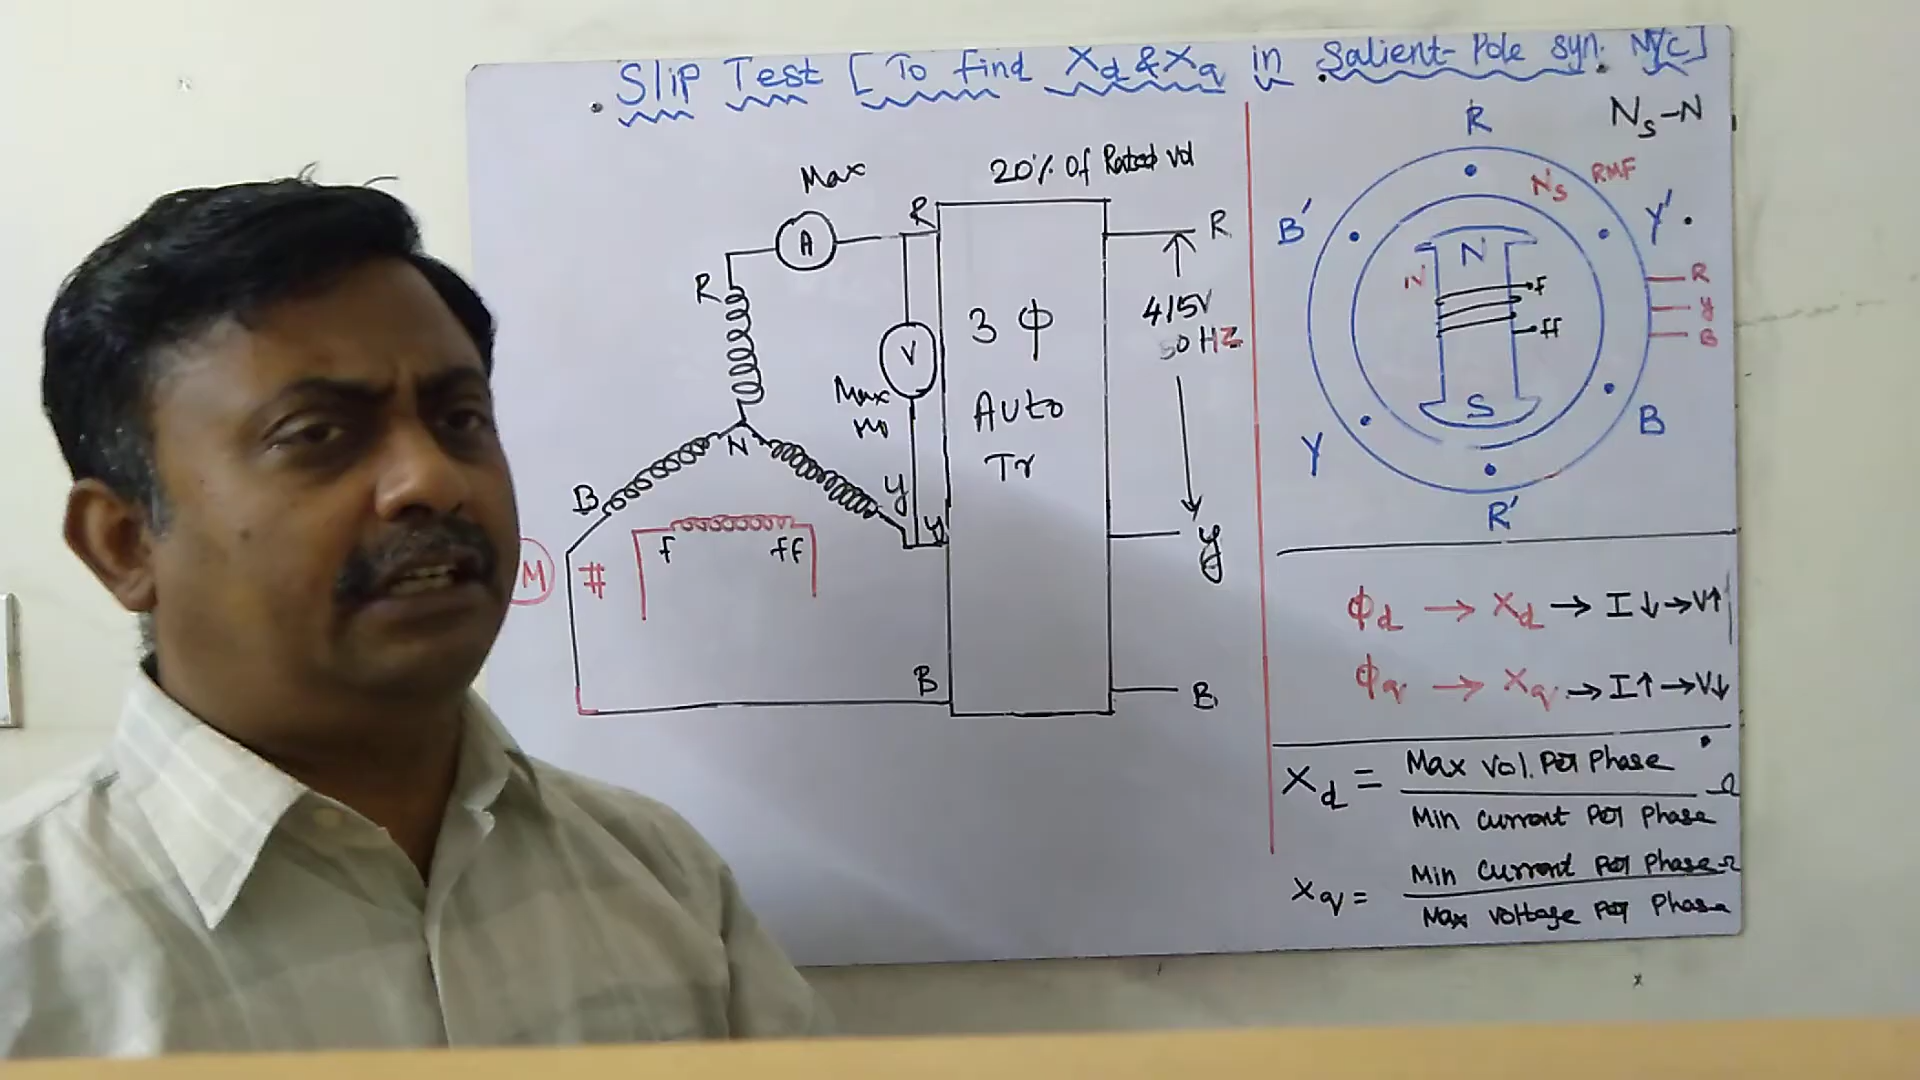 Slip Test [To find Xd & Xq in Salient-Pole syn. M/C]
Max
20% Of Rated Vol
A
R
R
R
V
Max
3 ϕ
Auto
Tr
415V
50HZ
N
B
y
y
y
f
ff
M
B
B
Ns-N
R
Ns RMF
B'
Y'
N
N
f
ff
R
y
B
S
Y
B
R'
ϕd → Xd → I↓ → V↑
ϕq → Xq → I↑ → V↓
Xd = Max Vol. Per Phase
Min current per phase
Ω
Xq = Min current per phase Ω
Max voltage per phase